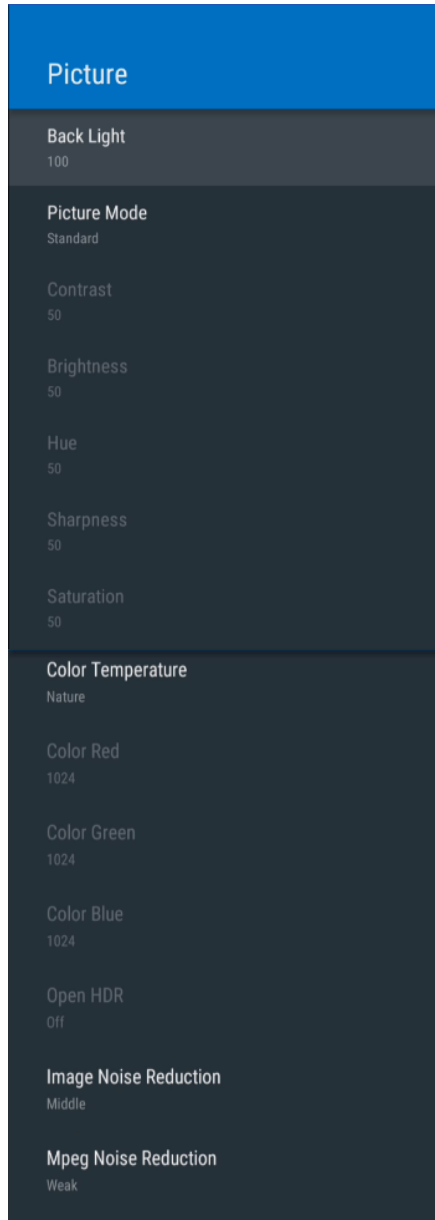 Picture
Back Light
100
Picture Mode
Standard
Contrast
50
Brightness
50
Hue
50
Sharpness
50
Saturation
50
Color Temperature
Nature
Color Red
1024
Color Green
1024
Color Blue
1024
Open HDR
Off
Image Noise Reduction
Middle
Mpeg Noise Reduction
Weak